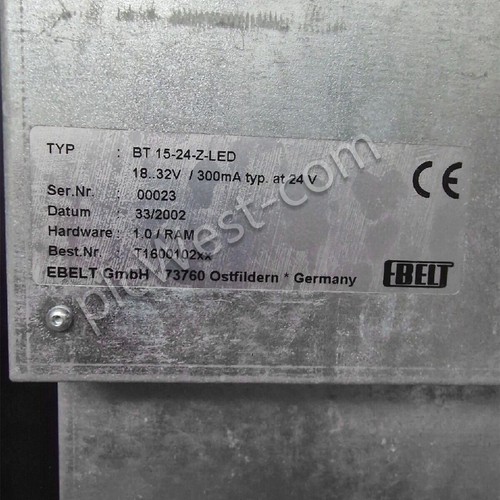 TYP : BT 15-24-Z-LED
18..32V / 300mA typ. at 24 V
Ser.Nr. : 00023
Datum : 33/2002
Hardware : 1.0 / RAM
Best.Nr. : T1600102xx
EBELT GmbH * 73760 Ostfildern * Germany
CE
EBELT
plcwest-com